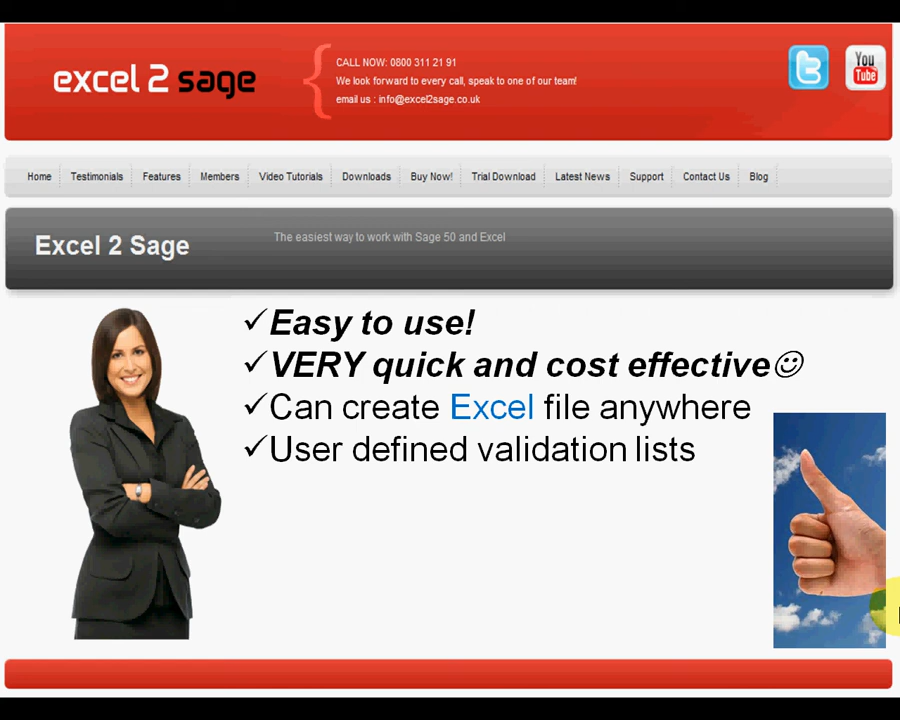 excel 2 sage
CALL NOW: 0800 311 21 91
We look forward to every call, speak to one of our team!
email us : info@excel2sage.co.uk
You
Tube
Home Testimonials Features Members Video Tutorials Downloads Buy Now! Trial Download Latest News Support Contact Us Blog
Excel 2 Sage
The easiest way to work with Sage 50 and Excel
✓Easy to use!
✓VERY quick and cost effective☺
✓Can create Excel file anywhere
✓User defined validation lists